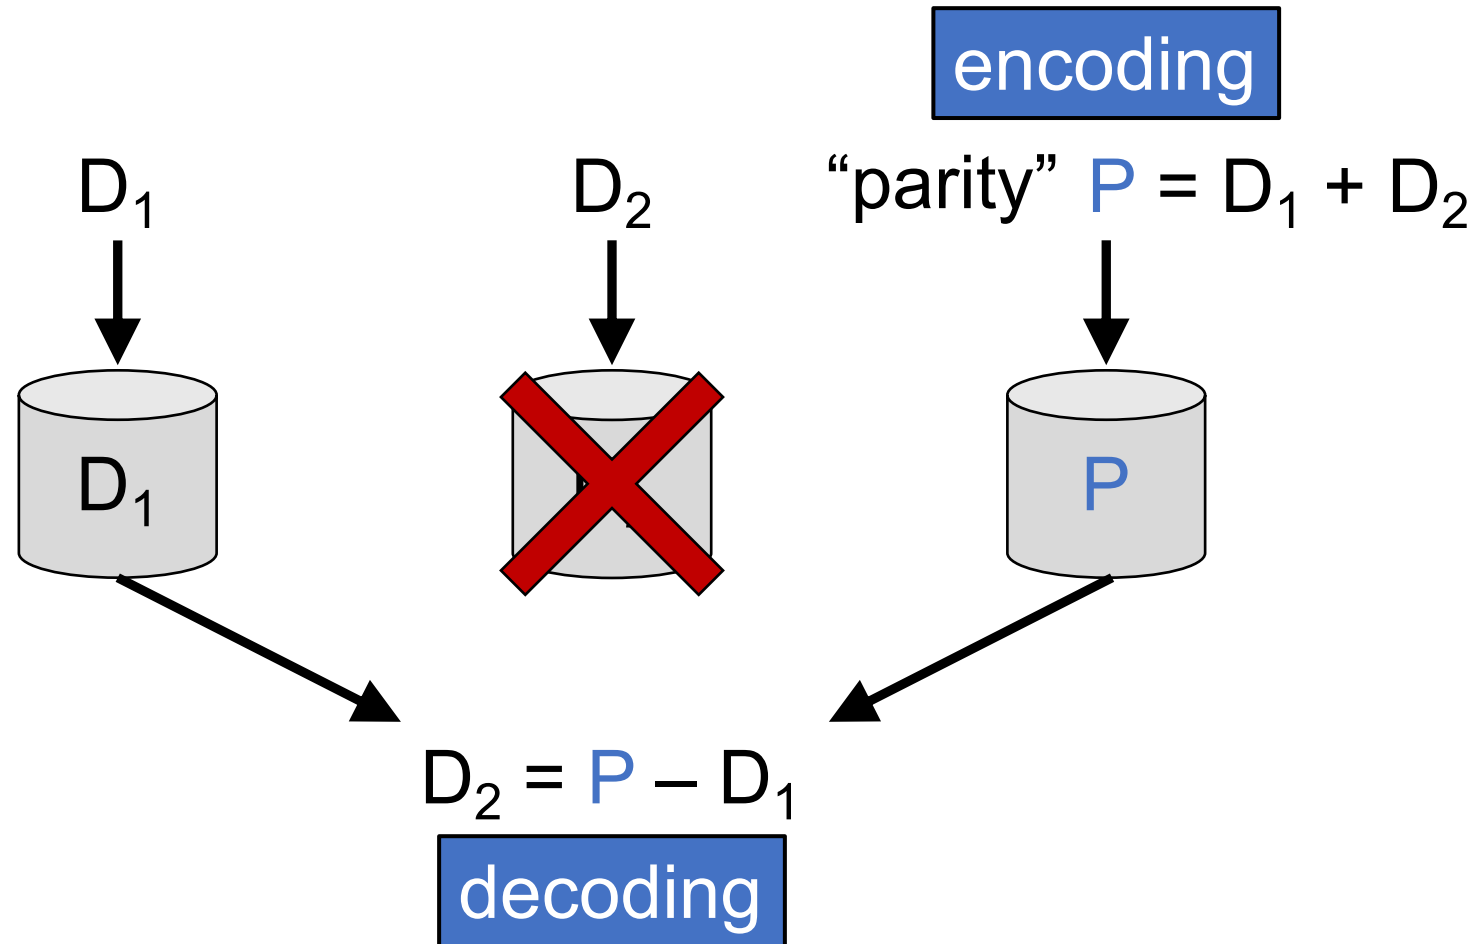 encoding
D₁ D₂ “parity” P = D₁ + D₂
D₁ P
D₂ = P – D₁
decoding